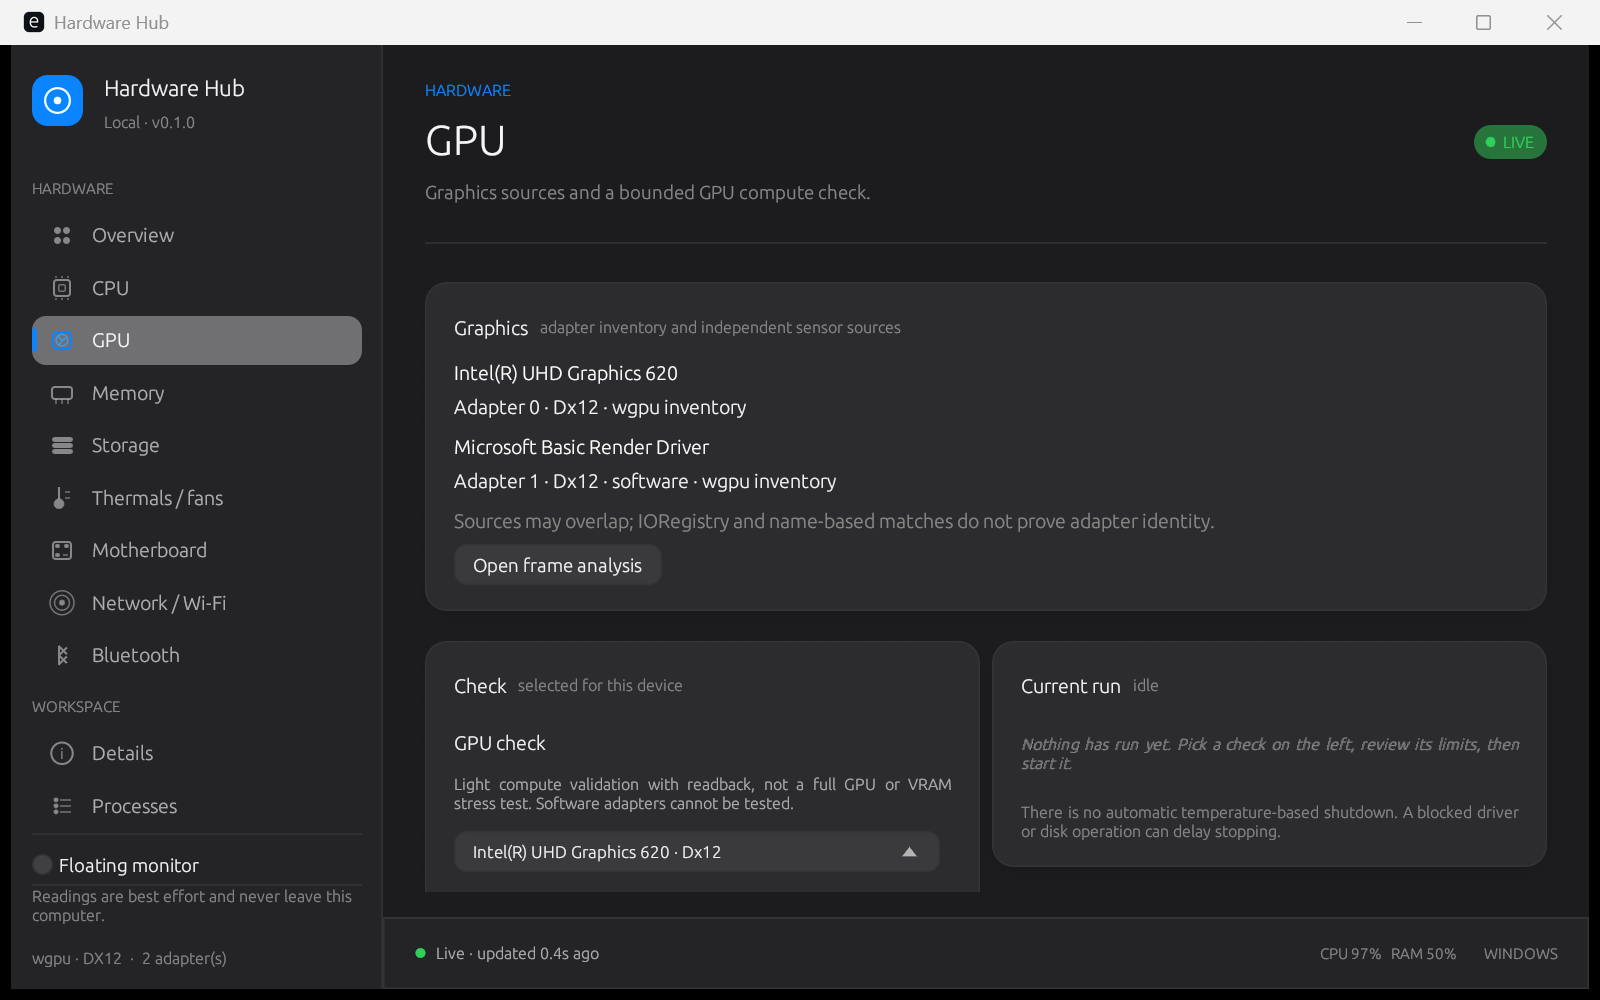 e Hardware Hub
Hardware Hub
Local · v0.1.0
HARDWARE
Overview
CPU
GPU
Memory
Storage
Thermals / fans
Motherboard
Network / Wi-Fi
Bluetooth
WORKSPACE
Details
Processes
Floating monitor
Readings are best effort and never leave this
computer.
wgpu · DX12 · 2 adapter(s)
HARDWARE
GPU
LIVE
Graphics sources and a bounded GPU compute check.
Graphics adapter inventory and independent sensor sources
Intel(R) UHD Graphics 620
Adapter 0 · Dx12 · wgpu inventory
Microsoft Basic Render Driver
Adapter 1 · Dx12 · software · wgpu inventory
Sources may overlap; IORegistry and name-based matches do not prove adapter identity.
Open frame analysis
Check selected for this device
GPU check
Light compute validation with readback, not a full GPU or VRAM
stress test. Software adapters cannot be tested.
Intel(R) UHD Graphics 620 · Dx12
Current run idle
Nothing has run yet. Pick a check on the left, review its limits, then
start it.
There is no automatic temperature-based shutdown. A blocked driver
or disk operation can delay stopping.
Live · updated 0.4s ago
CPU 97% RAM 50% WINDOWS